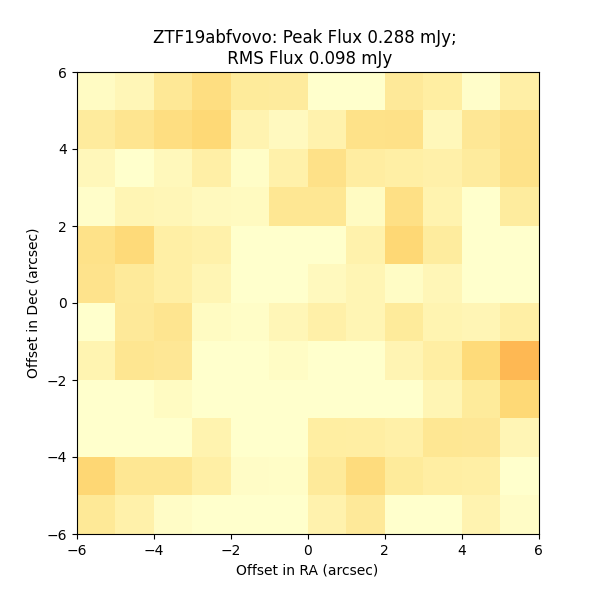 ZTF19abfvovo: Peak Flux 0.288 mJy;
RMS Flux 0.098 mJy
6
4
2
0
−2
−4
−6
Offset in Dec (arcsec)
−6 −4 −2 0 2 4 6
Offset in RA (arcsec)